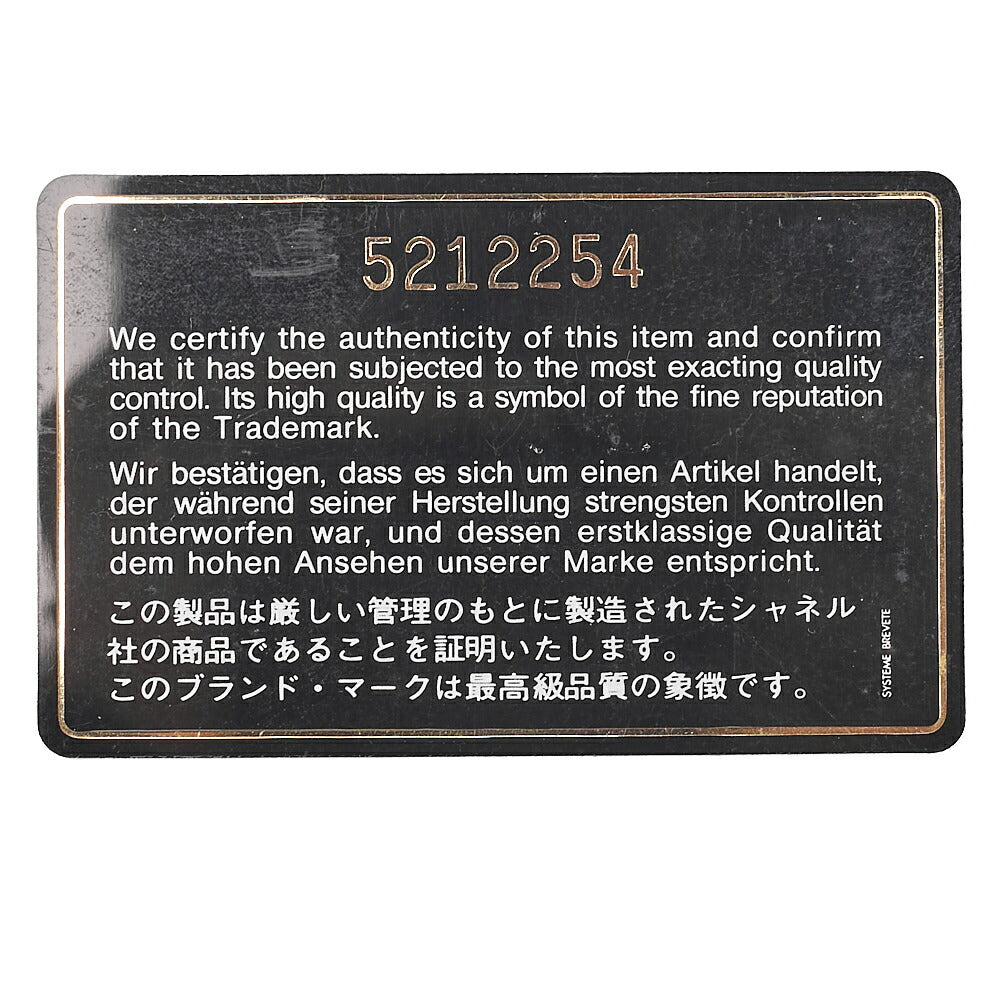 5212254
We certify the authenticity of this item and confirm
that it has been subjected to the most exacting quality
control. Its high quality is a symbol of the fine reputation
of the Trademark.
Wir bestätigen, dass es sich um einen Artikel handelt,
der während seiner Herstellung strengsten Kontrollen
unterworfen war, und dessen erstklassige Qualität
dem hohen Ansehen unserer Marke entspricht.
この製品は厳しい管理のもとに製造されたシャネル
社の商品であることを証明いたします。
このブランド・マークは最高級品質の象徴です。
SYSTEME BREVETE